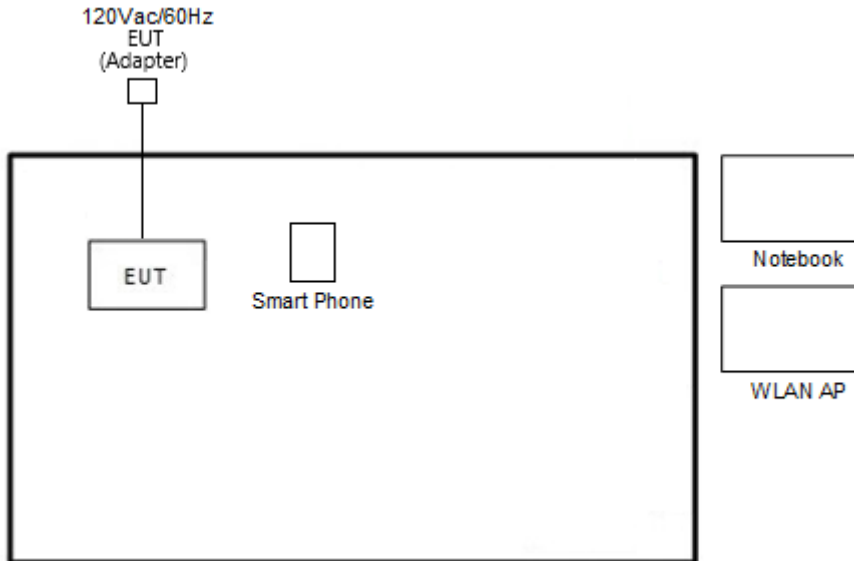 120Vac/60Hz
EUT
(Adapter)
EUT
Smart Phone
Notebook
WLAN AP